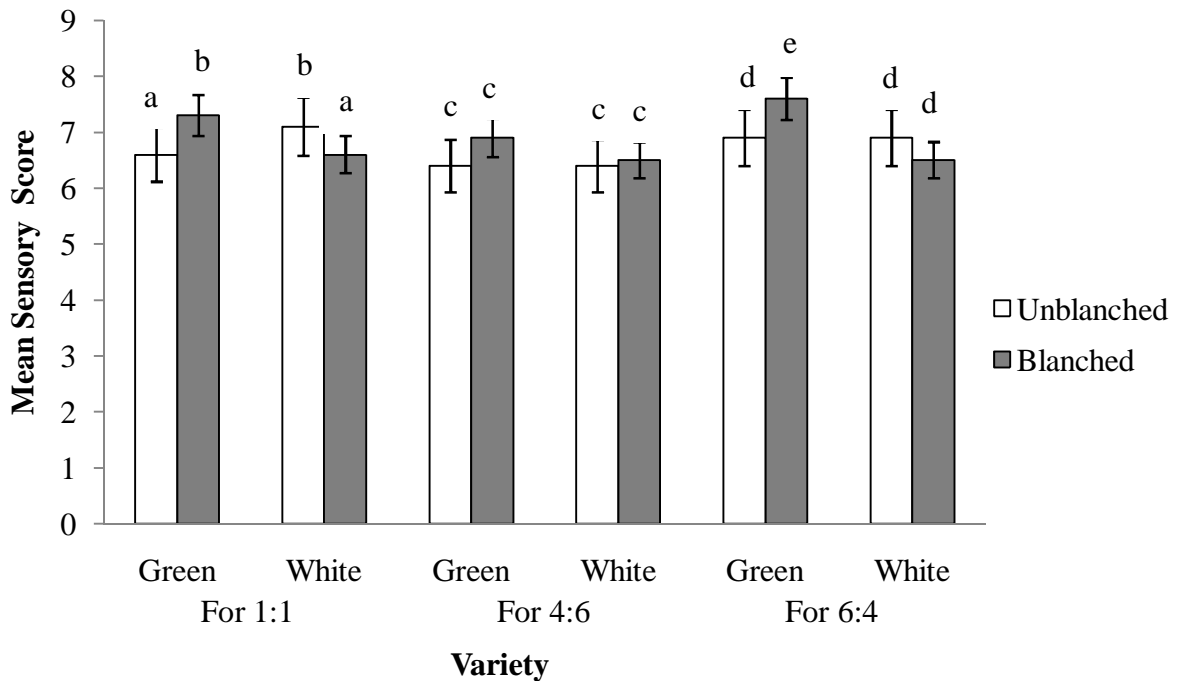 9
8
7
6
5
4
3
2
1
0
Mean Sensory Score
a b b a c c c c d e d d
Green White Green White Green White
For 1:1 For 4:6 For 6:4
Variety
Unblanched
Blanched